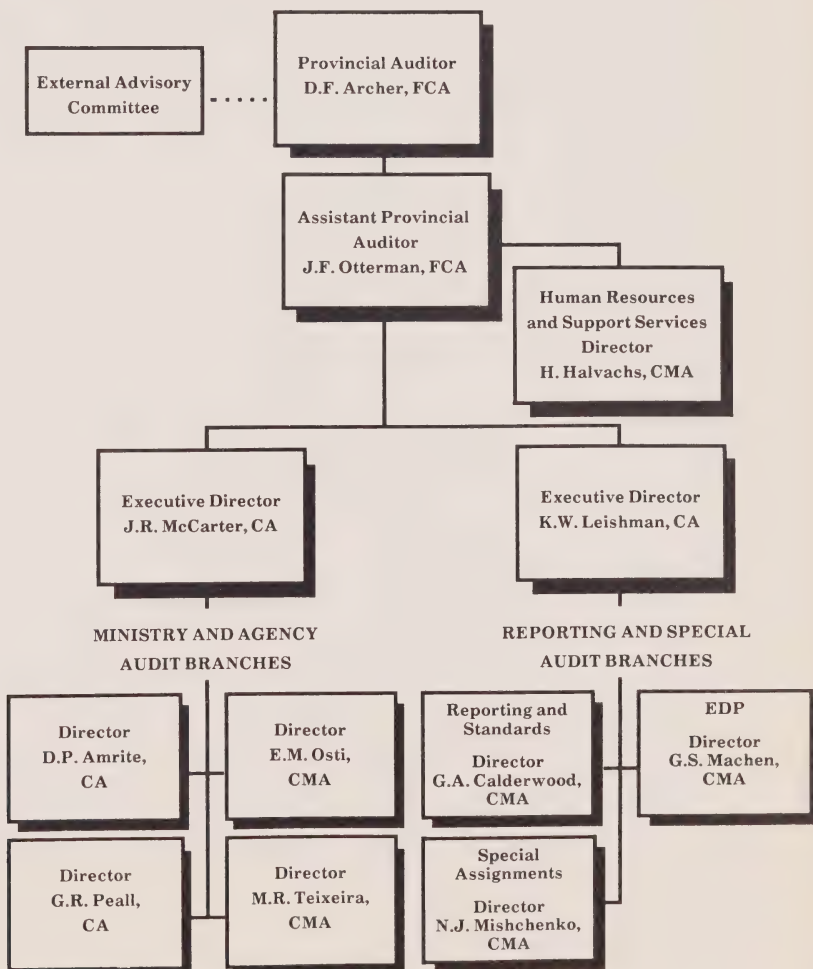 External Advisory
Committee
Provincial Auditor
D.F. Archer, FCA
Assistant Provincial
Auditor
J.F. Otterman, FCA
Human Resources
and Support Services
Director
H. Halvachs, CMA
Executive Director
J.R. McCarter, CA
Executive Director
K.W. Leishman, CA
MINISTRY AND AGENCY
AUDIT BRANCHES
REPORTING AND SPECIAL
AUDIT BRANCHES
Director
D.P. Amrite,
CA
Director
E.M. Osti,
CMA
Reporting and
Standards
Director
G.A. Calderwood,
CMA
EDP
Director
G.S. Machen,
CMA
Director
G.R. Peall,
CA
Director
M.R. Teixeira,
CMA
Special
Assignments
Director
N.J. Mishchenko,
CMA